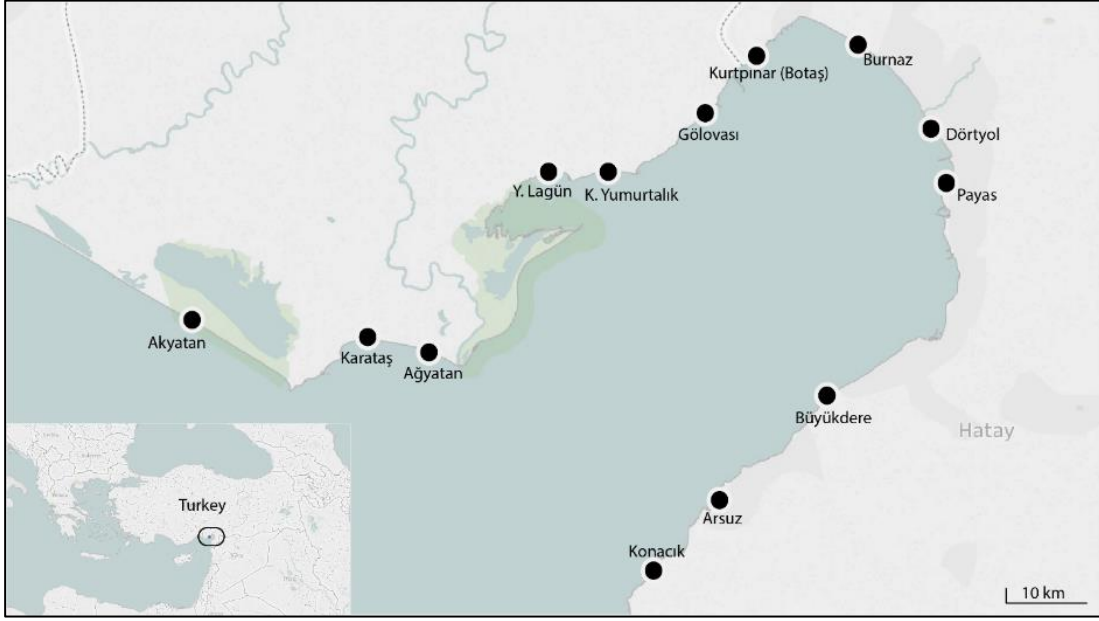 Burnaz
Kurtpınar (Botaş)
Gölovası
Dörtyol
Y. Lagün
K. Yumurtalık
Payas
Akyatan
Karataş
Ağyatan
Büyükdere
Hatay
Arsuz
Konacık
Turkey
10 km